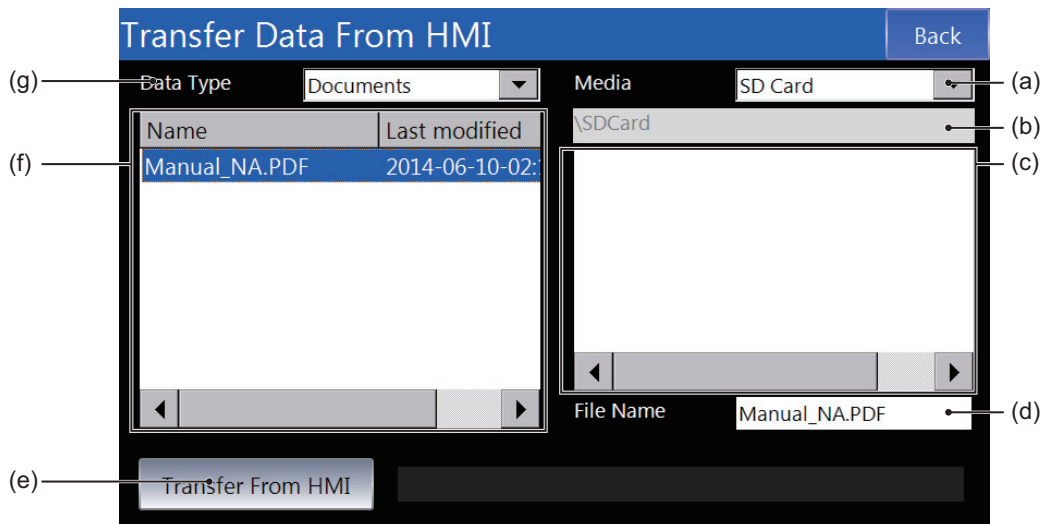 Transfer Data From HMI Back
(g) Data Type Documents Media SD Card (a)
\SDCard (b)
Name Last modified
(f) Manual_NA.PDF 2014-06-10-02: (c)
File Name Manual_NA.PDF (d)
(e) Transfer From HMI